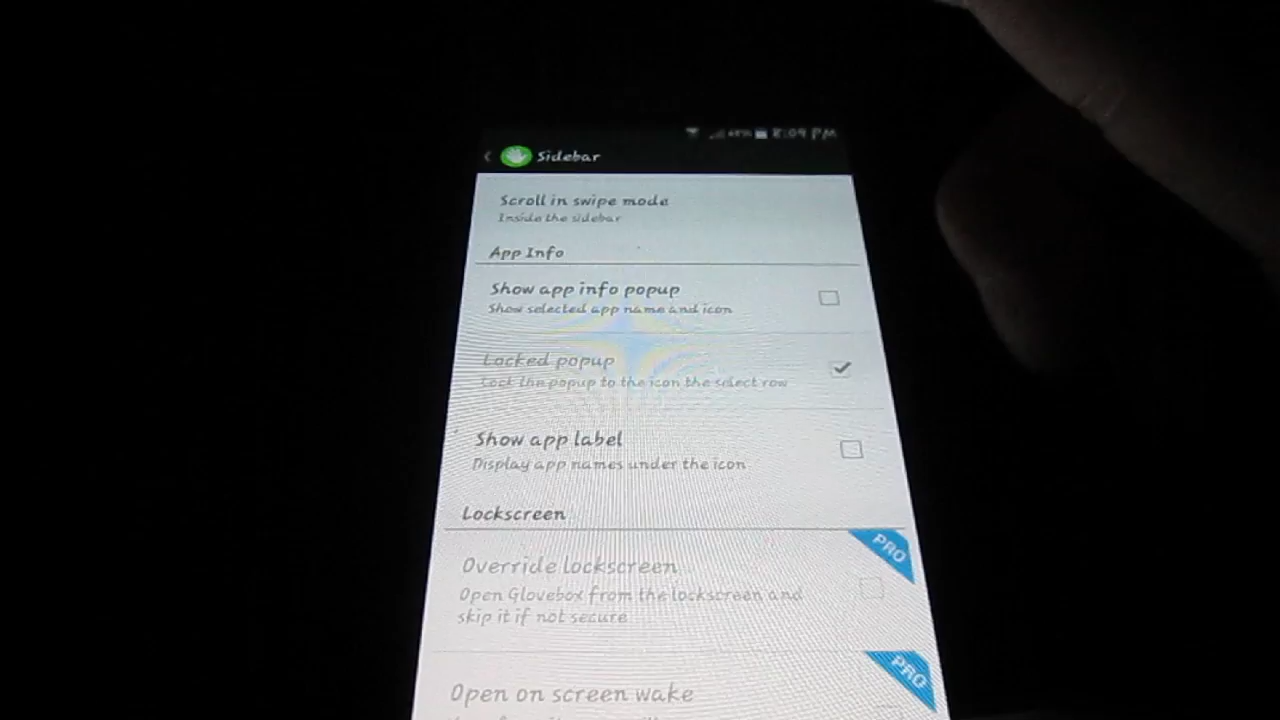 8:09 PM
Sidebar
Scroll in swipe mode
Inside the sidebar
App Info
Show app info popup
Show selected app name and icon
Locked popup
Lock the popup to the icon the select row
Show app label
Display app names under the icon
Lockscreen
PRO
Override lockscreen
Open Glovebox from the lockscreen and
skip it if not secure
PRO
Open on screen wake